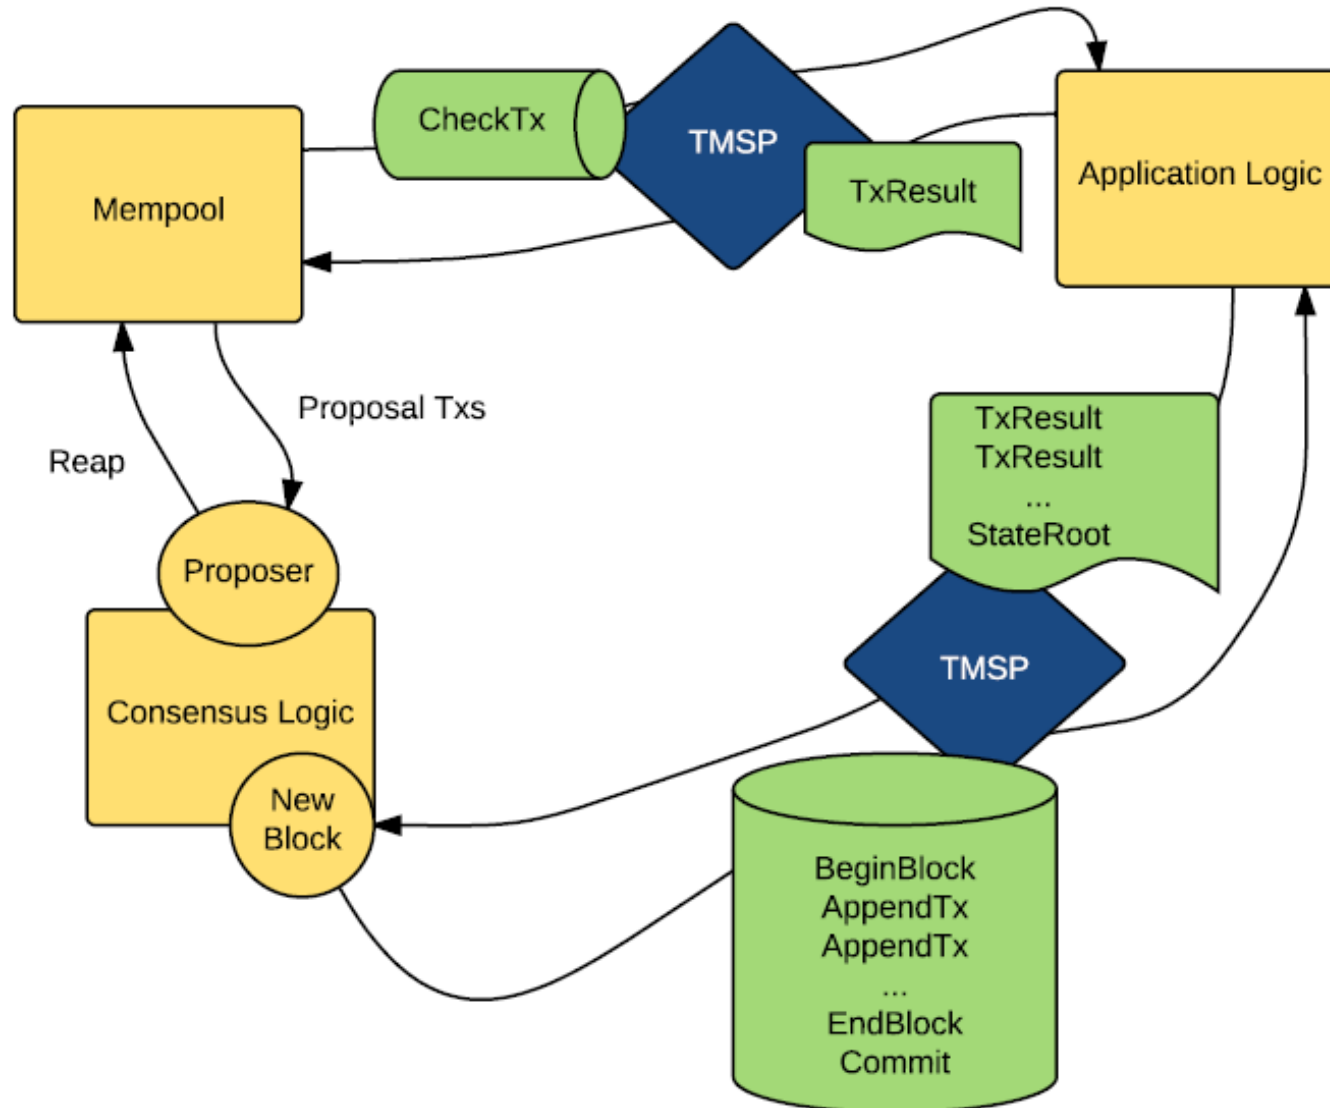 CheckTx
TMSP
TxResult
Application Logic
Mempool
Proposal Txs
Reap
TxResult
TxResult
...
StateRoot
Proposer
TMSP
Consensus Logic
New
Block
BeginBlock
AppendTx
AppendTx
...
EndBlock
Commit